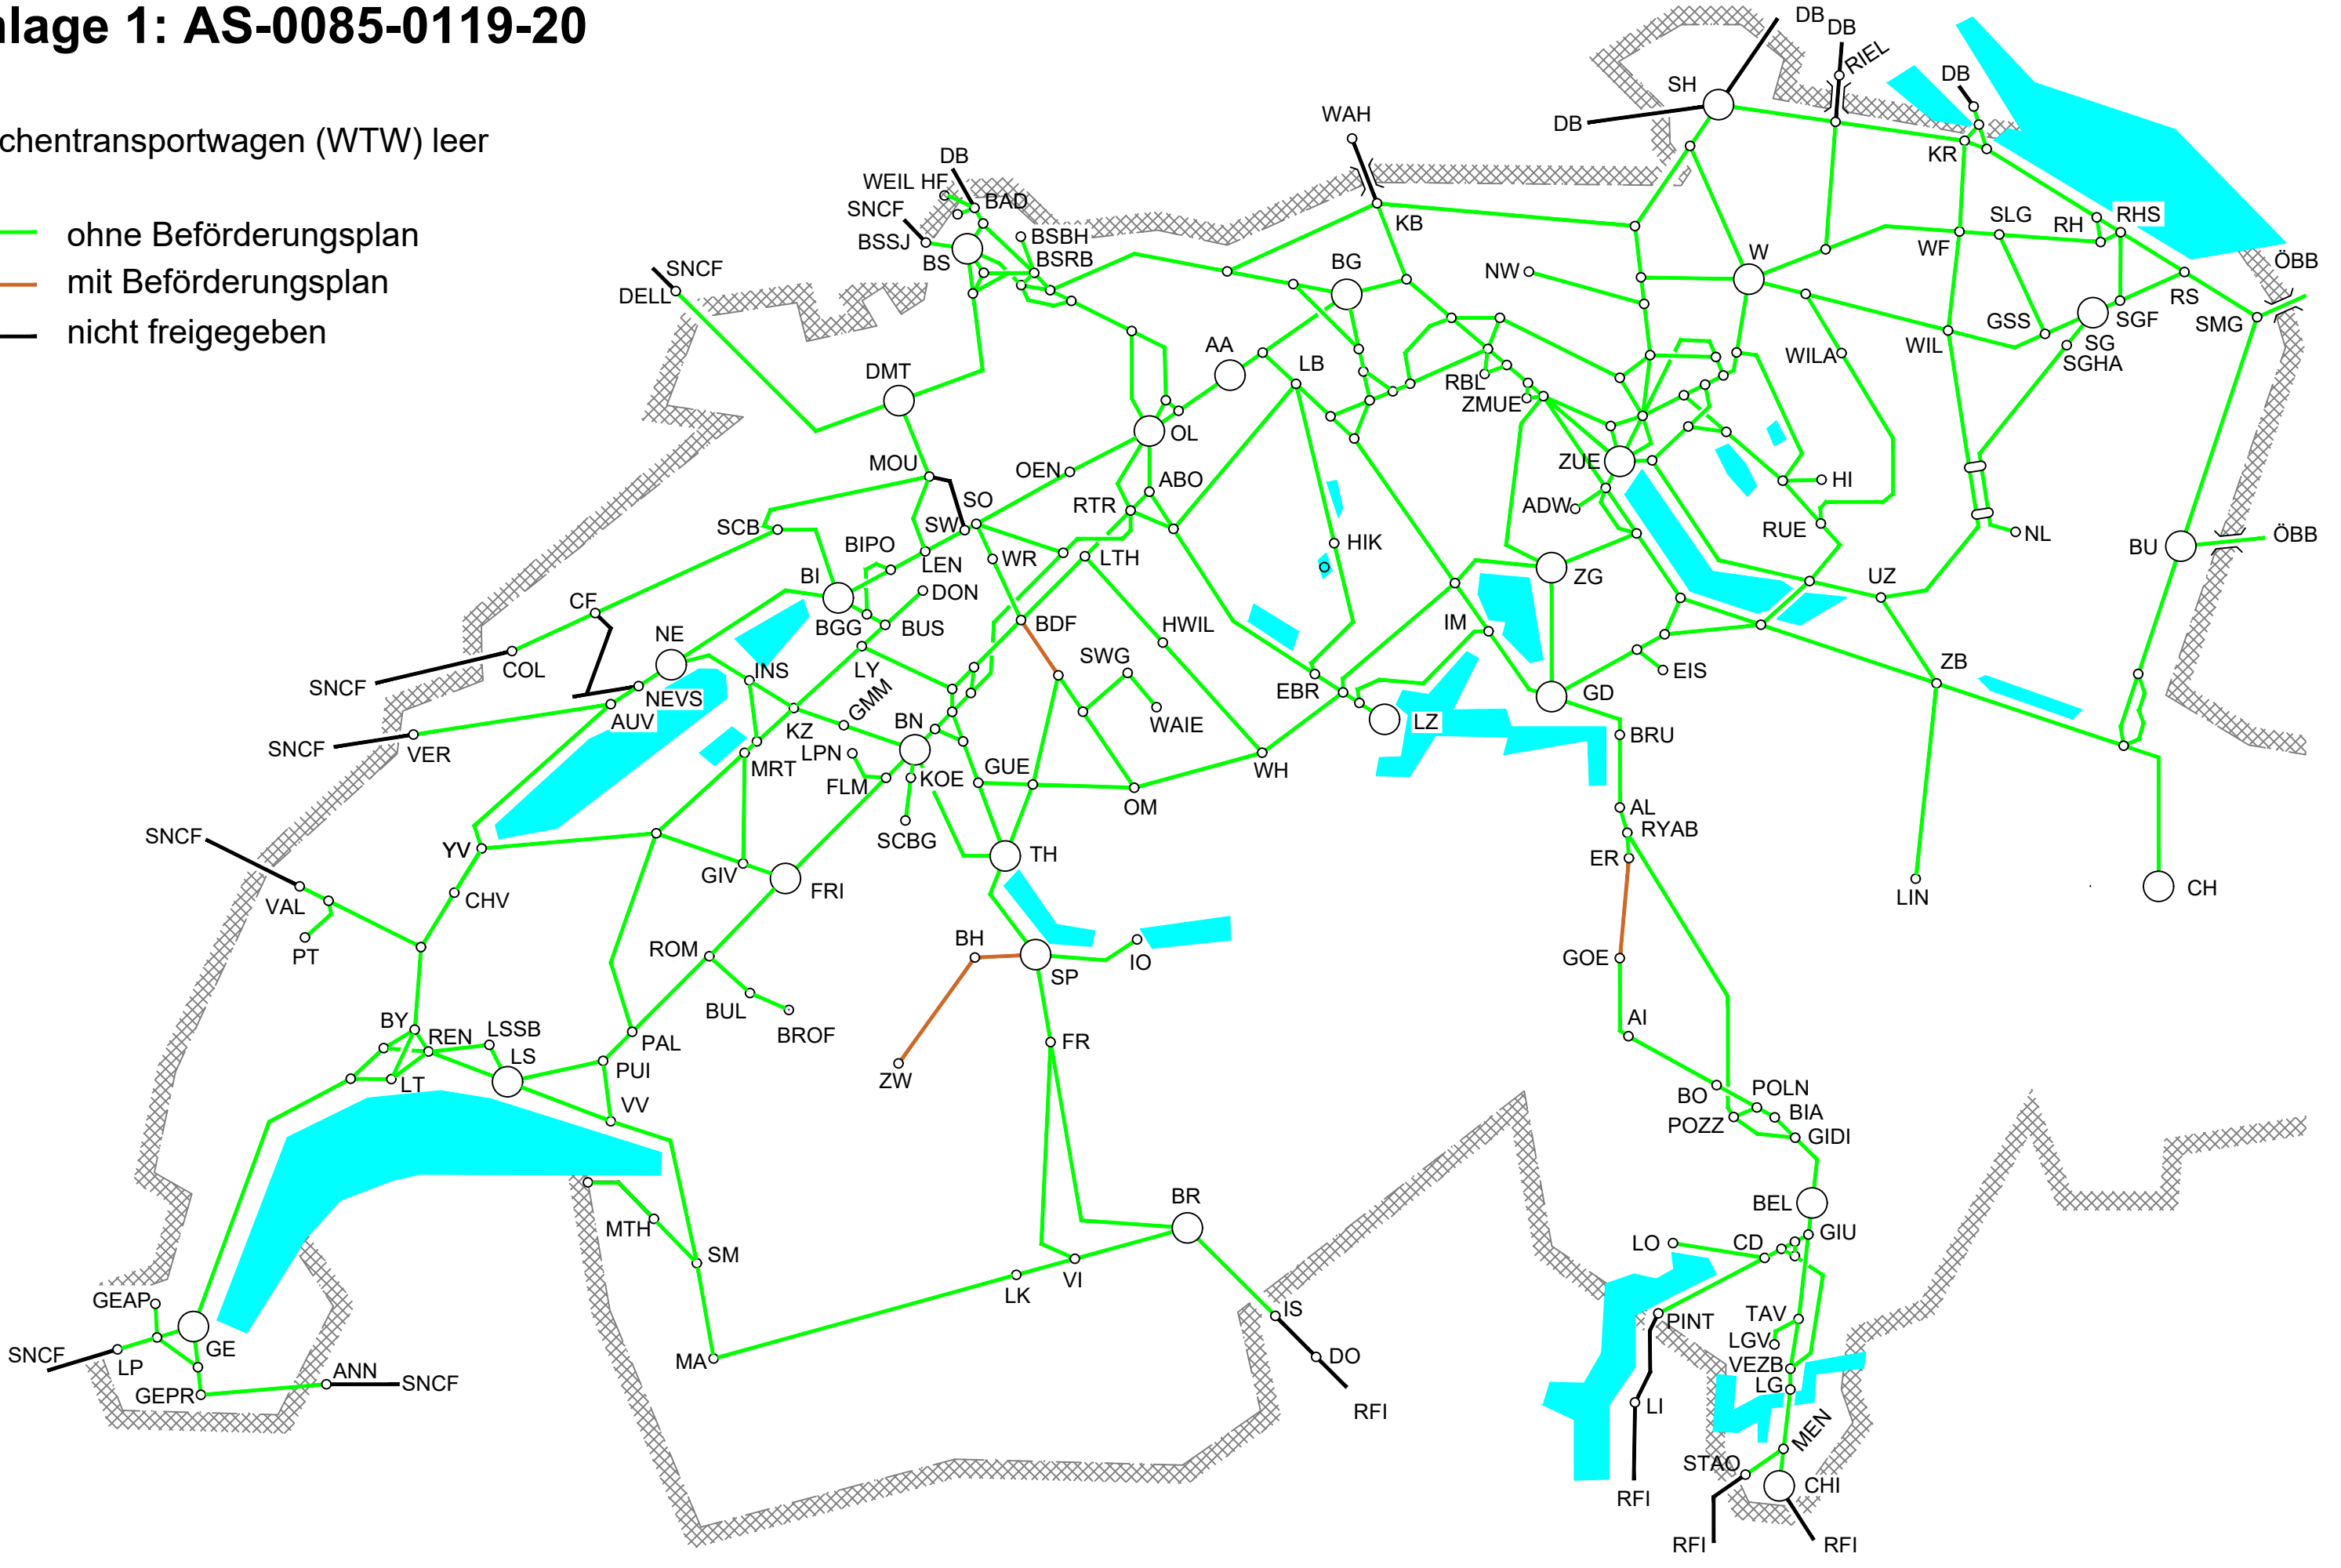 nlage 1: AS-0085-0119-20
chentransportwagen (WTW) leer
ohne Beförderungsplan
mit Beförderungsplan
nicht freigegeben
DB
DB
RIEL
DB
SH
DB
WAH
KR
DB
WEIL HF
BAD
SNCF
BSSJ
BSBH
BS
BSRB
KB
SLG
RH
RHS
WF
W
ÖBB
SNCF
DELL
BG
NW
RS
SMG
GSS
SGF
SG
SGHA
WIL
WILA
AA
LB
RBL
ZMUE
DMT
OL
MOU
OEN
ABO
RTR
ZUE
HI
ADW
RUE
NL
SCB
SO
SW
BIPO
LEN
WR
LTH
HIK
BU
ÖBB
BI
DON
ZG
UZ
CF
BGG
BUS
BDF
HWIL
IM
NE
COL
SNCF
INS
LY
SWG
EIS
ZB
NEVS
GMM
EBR
GD
AUV
KZ
BN
WAIE
LZ
SNCF
VER
LPN
MRT
BRU
FLM
KOE
GUE
WH
OM
AL
SNCF
SCBG
RYAB
YV
TH
ER
GIV
FRI
CHV
VAL
LIN
CH
PT
ROM
BH
IO
SP
GOE
BUL
BROF
BY
REN
LSSB
LS
PAL
FR
AI
PUI
ZW
LT
BO
POLN
VV
BIA
POZZ
GIDI
BR
BEL
MTH
SM
GIU
LO
CD
VI
LK
GEAP
IS
TAV
PINT
LGV
GE
SNCF
LP
MA
DO
VEZB
LG
ANN
SNCF
GEPR
RFI
LI
MEN
STAO
CHI
RFI
RFI
RFI